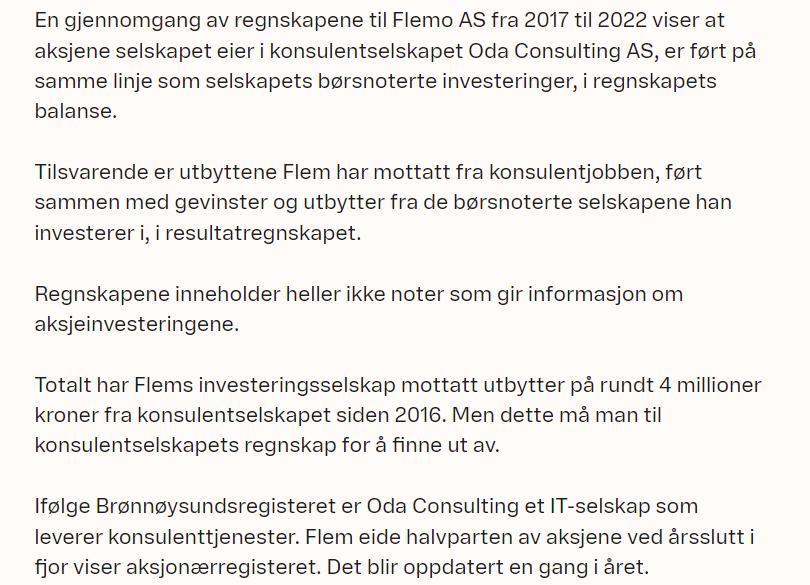 En gjennomgang av regnskapene til Flemo AS fra 2017 til 2022 viser at
aksjene selskapet eier i konsulentselskapet Oda Consulting AS, er ført på
samme linje som selskapets børsnoterte investeringer, i regnskapets
balanse.
Tilsvarende er utbyttene Flem har mottatt fra konsulentjobben, ført
sammen med gevinster og utbytter fra de børsnoterte selskapene han
investerer i, i resultatregnskapet.
Regnskapene inneholder heller ikke noter som gir informasjon om
aksjeinvesteringene.
Totalt har Flems investeringsselskap mottatt utbytter på rundt 4 millioner
kroner fra konsulentselskapet siden 2016. Men dette må man til
konsulentselskapets regnskap for å finne ut av.
Ifølge Brønnøysundsregisteret er Oda Consulting et IT-selskap som
leverer konsulenttjenester. Flem eide halvparten av aksjene ved årsslutt i
fjor viser aksjonærregisteret. Det blir oppdatert en gang i året.